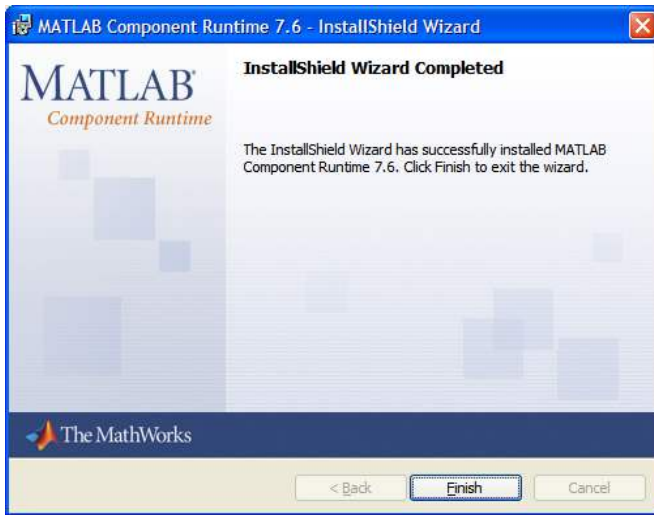 MATLAB Component Runtime 7.6 - InstallShield Wizard
MATLAB®
Component Runtime
InstallShield Wizard Completed
The InstallShield Wizard has successfully installed MATLAB
Component Runtime 7.6. Click Finish to exit the wizard.
The MathWorks
< Back
Finish
Cancel